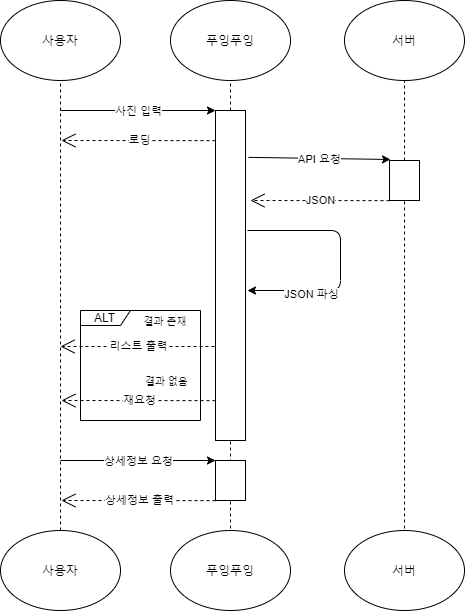 사용자
푸잉푸잉
서버
사진 입력
로딩
API 요청
JSON
JSON 파싱
ALT
결과 존재
리스트 출력
결과 없음
재요청
상세정보 요청
상세정보 출력
사용자
푸잉푸잉
서버